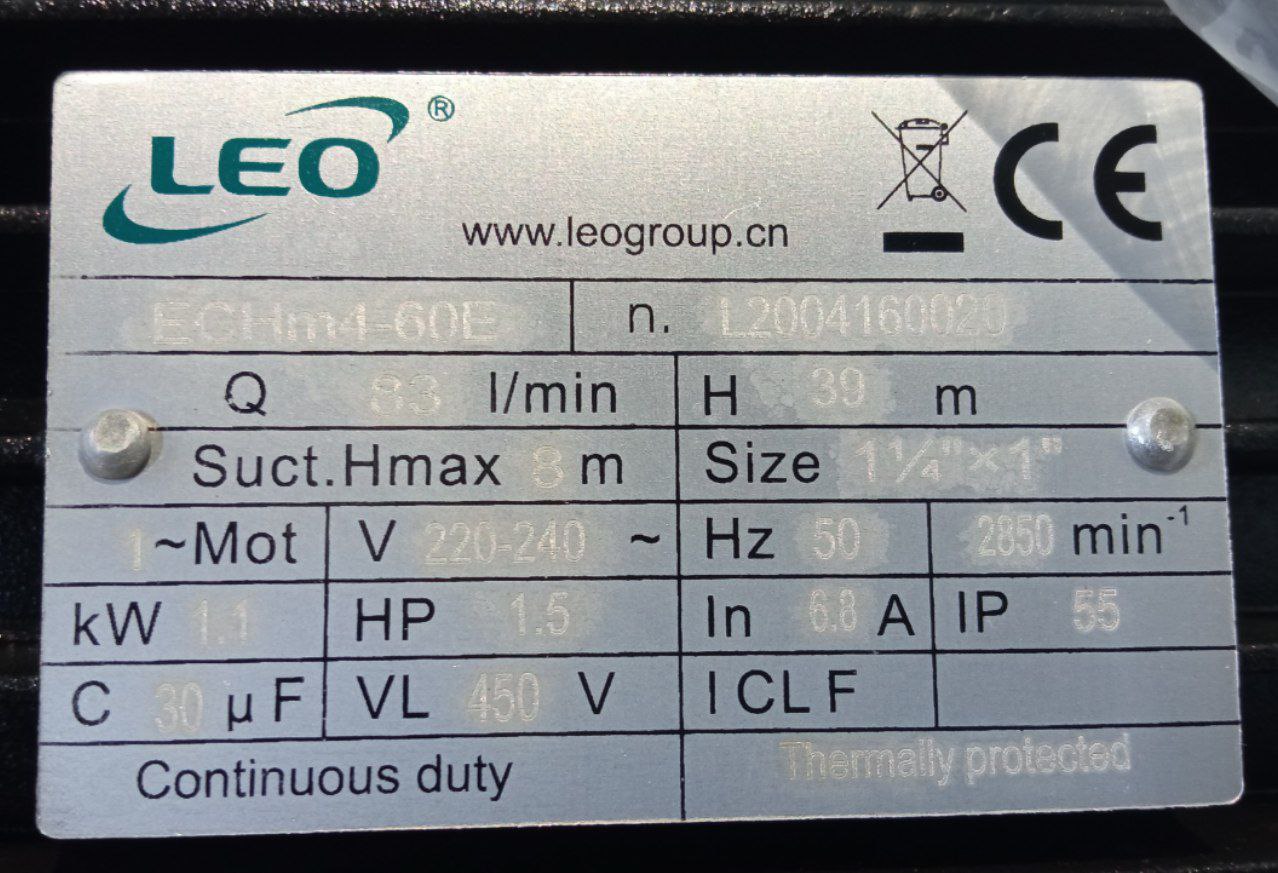 LEO®
www.leogroup.cn
CE
ECHm4-60E n. L2004160020
Q 83 l/min H 39 m
Suct.Hmax 8 m Size 1¼"×1"
1~Mot V 220-240 ~ Hz 50 2850 min⁻¹
kW 1.1 HP 1.5 In 6.8 A IP 55
C 30 µF VL 450 V I CL F
Continuous duty Thermally protected